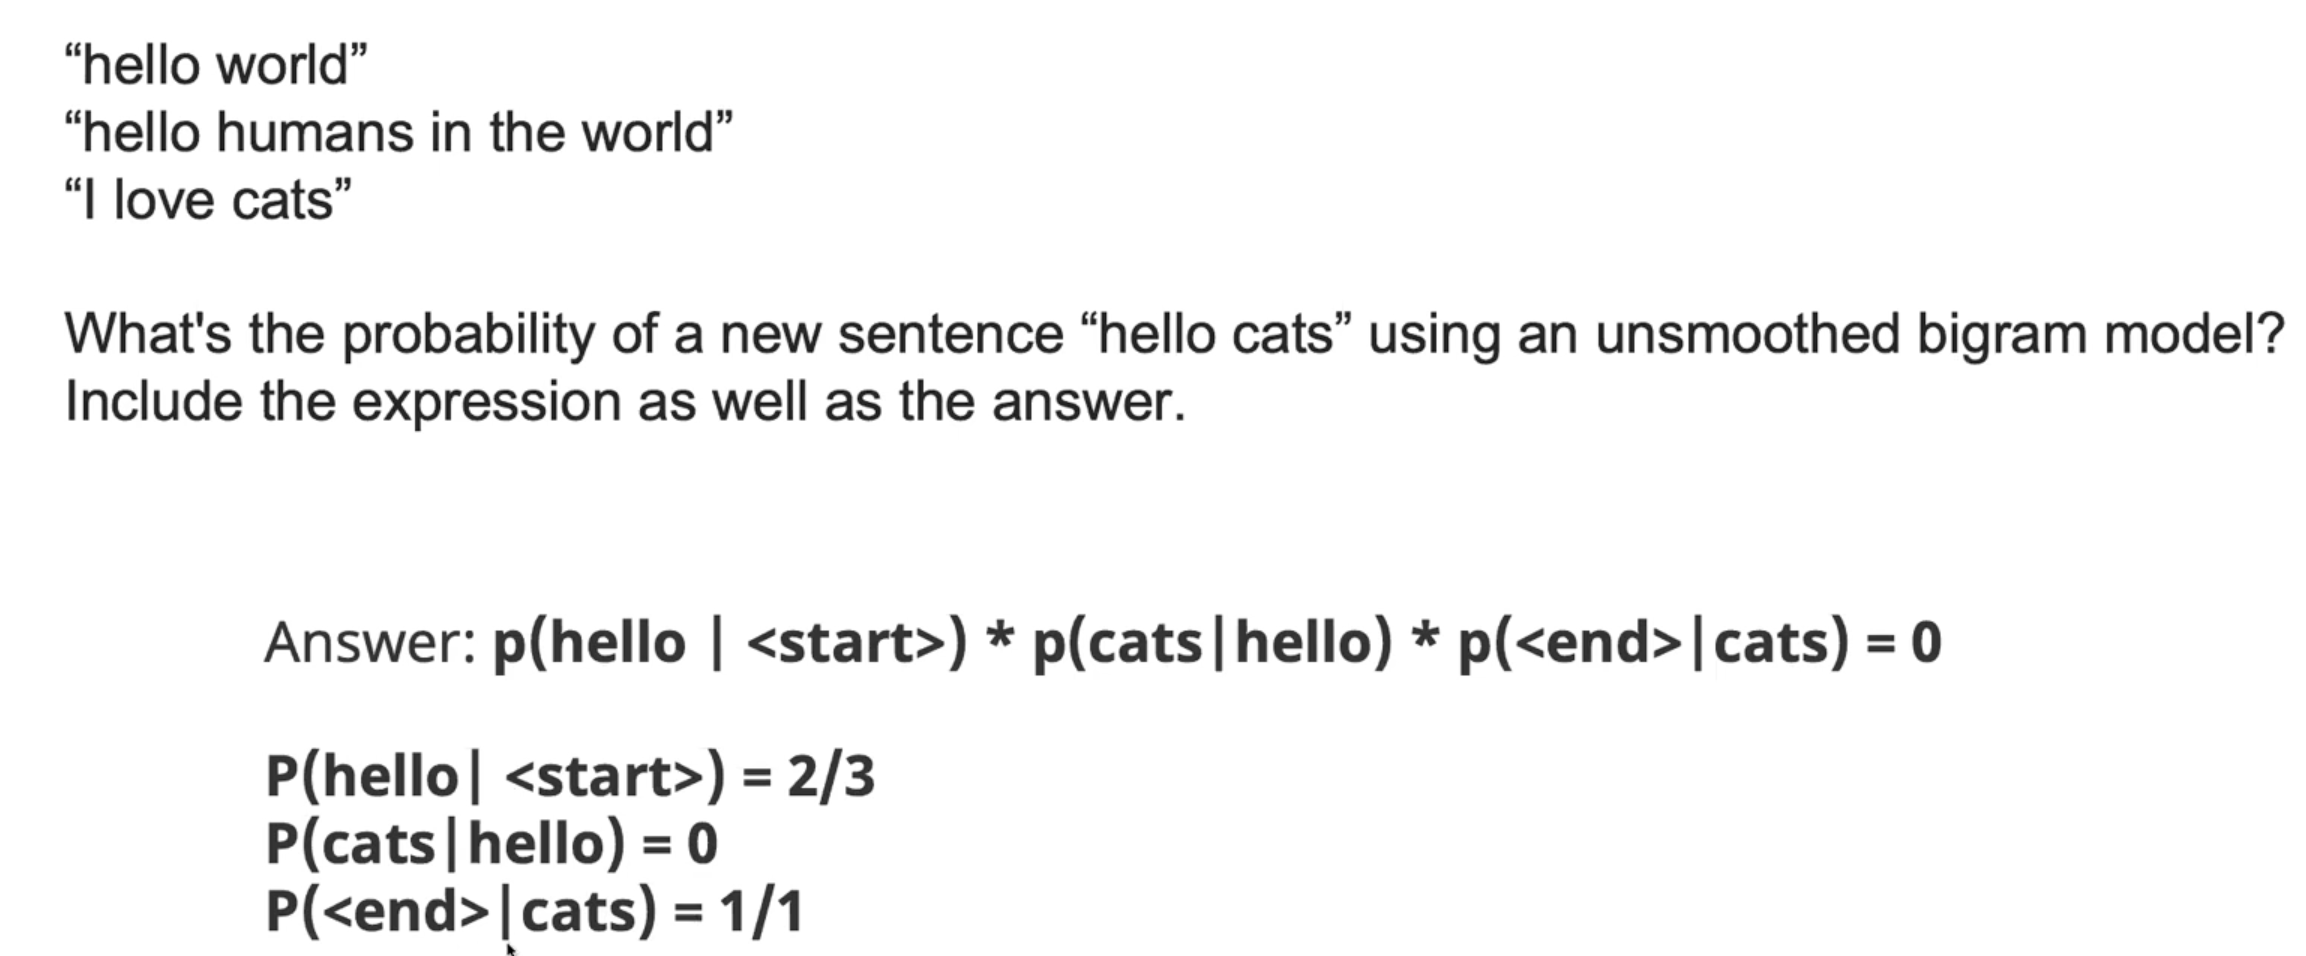 “hello world”
“hello humans in the world”
“I love cats”
What's the probability of a new sentence “hello cats” using an unsmoothed bigram model?
Include the expression as well as the answer.
Answer: p(hello | <start>) * p(cats|hello) * p(<end>|cats) = 0
P(hello| <start>) = 2/3
P(cats|hello) = 0
P(<end>|cats) = 1/1